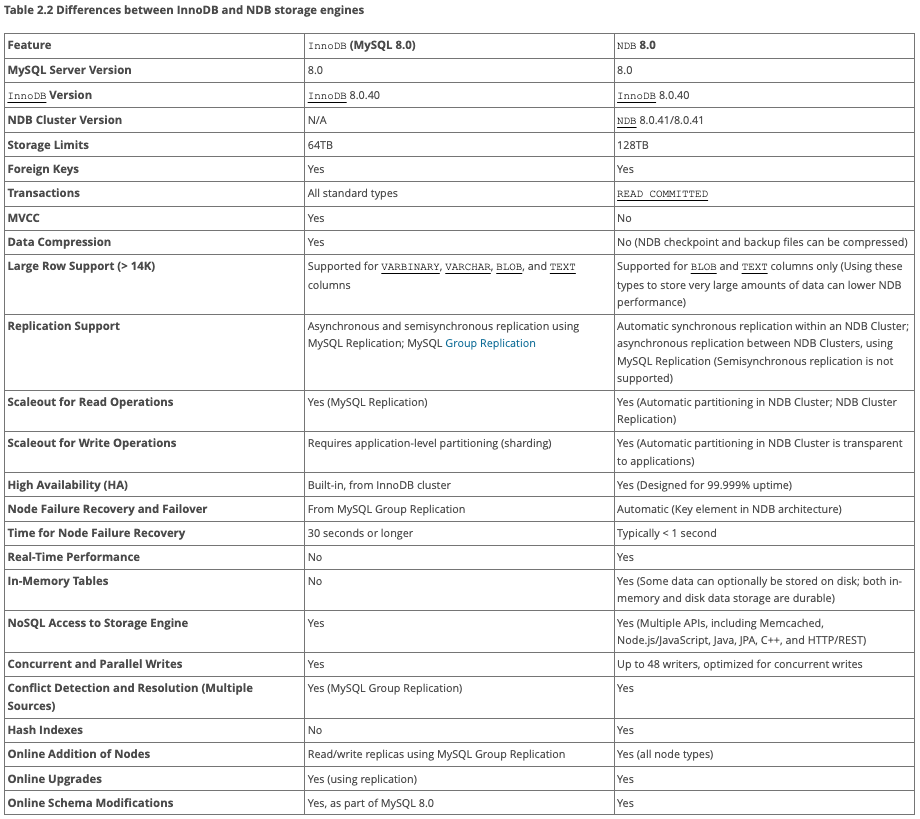 Table 2.2 Differences between InnoDB and NDB storage engines
Feature InnoDB (MySQL 8.0) NDB 8.0
MySQL Server Version 8.0 8.0
InnoDB Version InnoDB 8.0.40 InnoDB 8.0.40
NDB Cluster Version N/A NDB 8.0.41/8.0.41
Storage Limits 64TB 128TB
Foreign Keys Yes Yes
Transactions All standard types READ COMMITTED
MVCC Yes No
Data Compression Yes No (NDB checkpoint and backup files can be compressed)
Large Row Support (> 14K) Supported for VARBINARY, VARCHAR, BLOB, and TEXT
columns
Supported for BLOB and TEXT columns only (Using these
types to store very large amounts of data can lower NDB
performance)
Replication Support Asynchronous and semisynchronous replication using
MySQL Replication; MySQL Group Replication
Automatic synchronous replication within an NDB Cluster;
asynchronous replication between NDB Clusters, using
MySQL Replication (Semisynchronous replication is not
supported)
Scaleout for Read Operations Yes (MySQL Replication) Yes (Automatic partitioning in NDB Cluster; NDB Cluster
Replication)
Scaleout for Write Operations Requires application-level partitioning (sharding) Yes (Automatic partitioning in NDB Cluster is transparent
to applications)
High Availability (HA) Built-in, from InnoDB cluster Yes (Designed for 99.999% uptime)
Node Failure Recovery and Failover From MySQL Group Replication Automatic (Key element in NDB architecture)
Time for Node Failure Recovery 30 seconds or longer Typically < 1 second
Real-Time Performance No Yes
In-Memory Tables No Yes (Some data can optionally be stored on disk; both in-
memory and disk data storage are durable)
NoSQL Access to Storage Engine Yes Yes (Multiple APIs, including Memcached,
Node.js/JavaScript, Java, JPA, C++, and HTTP/REST)
Concurrent and Parallel Writes Yes Up to 48 writers, optimized for concurrent writes
Conflict Detection and Resolution (Multiple
Sources)
Yes (MySQL Group Replication) Yes
Hash Indexes No Yes
Online Addition of Nodes Read/write replicas using MySQL Group Replication Yes (all node types)
Online Upgrades Yes (using replication) Yes
Online Schema Modifications Yes, as part of MySQL 8.0 Yes